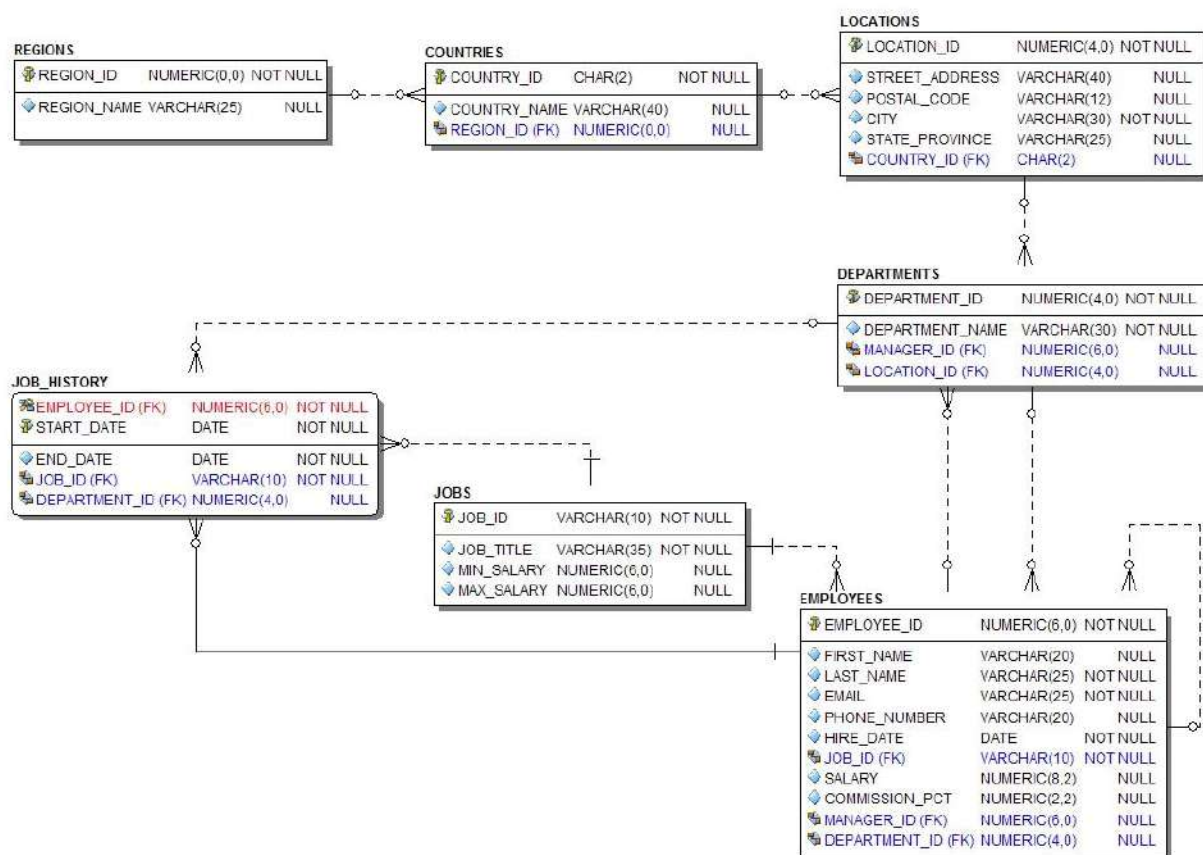 REGIONS
REGION_ID NUMERIC(0,0) NOT NULL
REGION_NAME VARCHAR(25) NULL
COUNTRIES
COUNTRY_ID CHAR(2) NOT NULL
COUNTRY_NAME VARCHAR(40) NULL
REGION_ID (FK) NUMERIC(0,0) NULL
LOCATIONS
LOCATION_ID NUMERIC(4,0) NOT NULL
STREET_ADDRESS VARCHAR(40) NULL
POSTAL_CODE VARCHAR(12) NULL
CITY VARCHAR(30) NOT NULL
STATE_PROVINCE VARCHAR(25) NULL
COUNTRY_ID (FK) CHAR(2) NULL
DEPARTMENTS
DEPARTMENT_ID NUMERIC(4,0) NOT NULL
DEPARTMENT_NAME VARCHAR(30) NOT NULL
MANAGER_ID (FK) NUMERIC(6,0) NULL
LOCATION_ID (FK) NUMERIC(4,0) NULL
JOB_HISTORY
EMPLOYEE_ID (FK) NUMERIC(6,0) NOT NULL
START_DATE DATE NOT NULL
END_DATE DATE NOT NULL
JOB_ID (FK) VARCHAR(10) NOT NULL
DEPARTMENT_ID (FK) NUMERIC(4,0) NULL
JOBS
JOB_ID VARCHAR(10) NOT NULL
JOB_TITLE VARCHAR(35) NOT NULL
MIN_SALARY NUMERIC(6,0) NULL
MAX_SALARY NUMERIC(6,0) NULL
EMPLOYEES
EMPLOYEE_ID NUMERIC(6,0) NOT NULL
FIRST_NAME VARCHAR(20) NULL
LAST_NAME VARCHAR(25) NOT NULL
EMAIL VARCHAR(25) NOT NULL
PHONE_NUMBER VARCHAR(20) NULL
HIRE_DATE DATE NOT NULL
JOB_ID (FK) VARCHAR(10) NOT NULL
SALARY NUMERIC(8,2) NULL
COMMISSION_PCT NUMERIC(2,2) NULL
MANAGER_ID (FK) NUMERIC(6,0) NULL
DEPARTMENT_ID (FK) NUMERIC(4,0) NULL